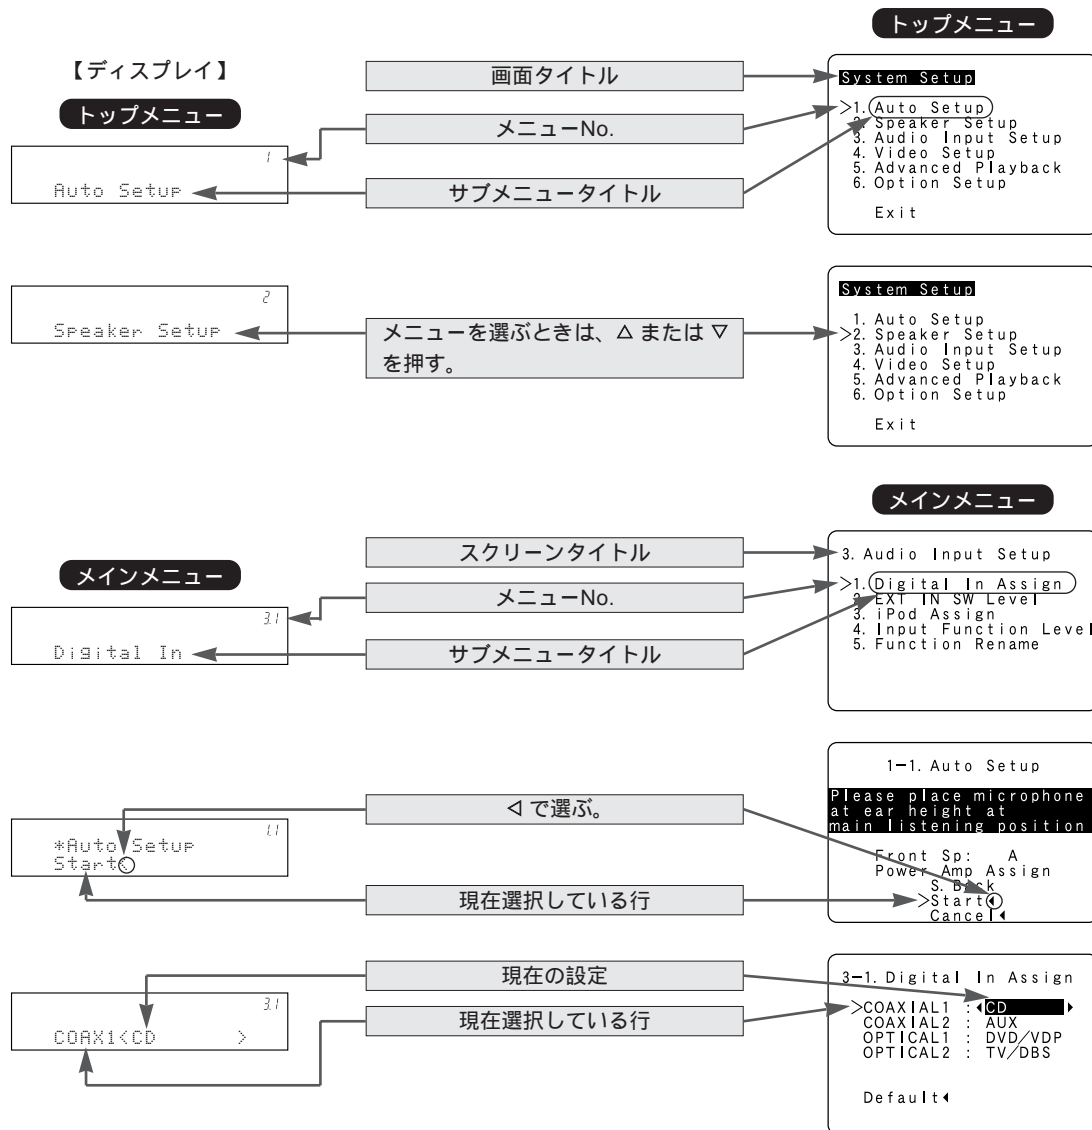 トップメニュー
【ディスプレイ】
トップメニュー
1
Auto Setup
画面タイトル
メニューNo.
サブメニュータイトル
System Setup
>1. Auto Setup
2. Speaker Setup
3. Audio Input Setup
4. Video Setup
5. Advanced Playback
6. Option Setup
Exit
2
Speaker Setup
メニューを選ぶときは、△ または ▽
を押す。
System Setup
1. Auto Setup
>2. Speaker Setup
3. Audio Input Setup
4. Video Setup
5. Advanced Playback
6. Option Setup
Exit
メインメニュー
メインメニュー
3.1
Digital In
スクリーンタイトル
メニューNo.
サブメニュータイトル
3. Audio Input Setup
>1. Digital In Assign
2. EXT IN SW Level
3. iPod Assign
4. Input Function Level
5. Function Rename
1.1
*Auto Setup
Start<
◁ で選ぶ。
現在選択している行
1-1. Auto Setup
Please place microphone
at ear height at
main listening position
Front Sp: A
Power Amp Assign
S. Back
>Start◀
Cancel◀
3.1
COAX1<CD >
現在の設定
現在選択している行
3-1. Digital In Assign
>COAXIAL1 : ◀CD ▶
COAXIAL2 : AUX
OPTICAL1 : DVD/VDP
OPTICAL2 : TV/DBS
Default◀